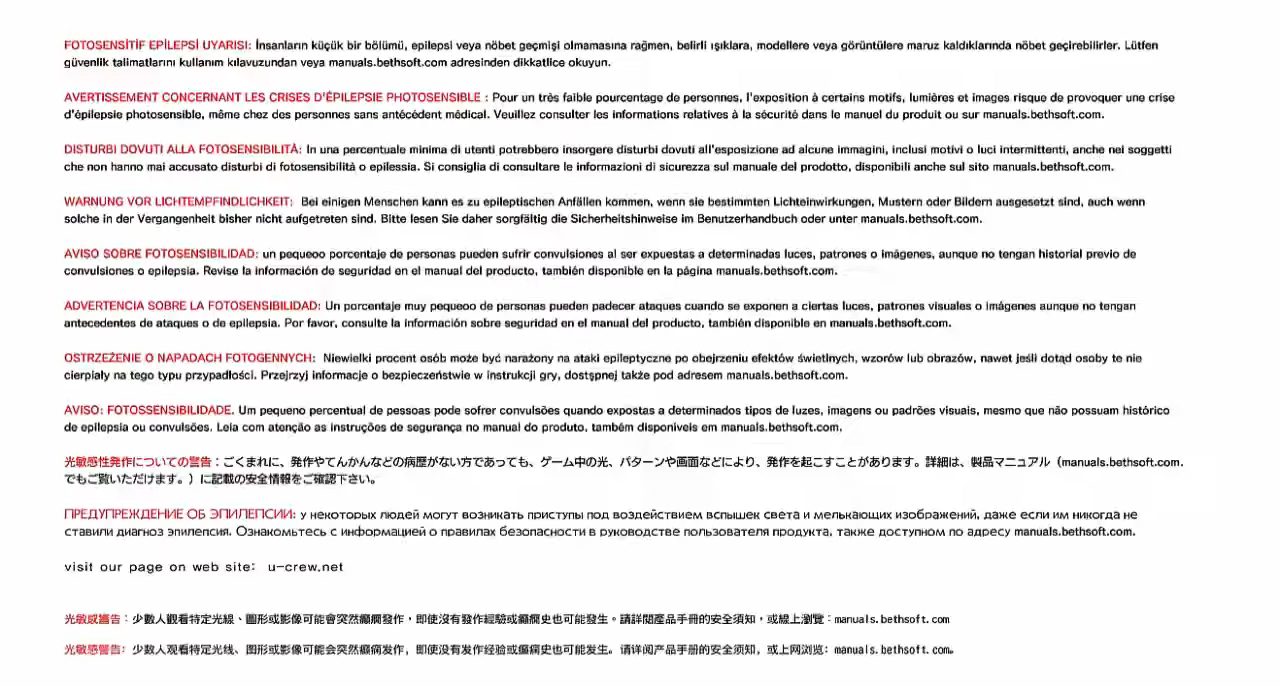 FOTOSENSİTİF EPİLEPSİ UYARISI: İnsanların küçük bir bölümü, epilepsi veya nöbet geçmişi olmamasına rağmen, belirli ışıklara, modellere veya görüntülere maruz kaldıklarında nöbet geçirebilirler. Lütfen
güvenlik talimatlarını kullanım kılavuzundan veya manuals.bethsoft.com adresinden dikkatlice okuyun.
AVERTISSEMENT CONCERNANT LES CRISES D'ÉPILEPSIE PHOTOSENSIBLE : Pour un très faible pourcentage de personnes, l'exposition à certains motifs, lumières et images risque de provoquer une crise
d'épilepsie photosensible, même chez des personnes sans antécédent médical. Veuillez consulter les informations relatives à la sécurité dans le manuel du produit ou sur manuals.bethsoft.com.
DISTURBI DOVUTI ALLA FOTOSENSIBILITÀ: In una percentuale minima di utenti potrebbero insorgere disturbi dovuti all'esposizione ad alcune immagini, inclusi motivi o luci intermittenti, anche nei soggetti
che non hanno mai accusato disturbi di fotosensibilità o epilessia. Si consiglia di consultare le informazioni di sicurezza sul manuale del prodotto, disponibili anche sul sito manuals.bethsoft.com.
WARNUNG VOR LICHTEMPFINDLICHKEIT: Bei einigen Menschen kann es zu epileptischen Anfällen kommen, wenn sie bestimmten Lichteinwirkungen, Mustern oder Bildern ausgesetzt sind, auch wenn
solche in der Vergangenheit bisher nicht aufgetreten sind. Bitte lesen Sie daher sorgfältig die Sicherheitshinweise im Benutzerhandbuch oder unter manuals.bethsoft.com.
AVISO SOBRE FOTOSENSIBILIDAD: un pequeoo porcentaje de personas pueden sufrir convulsiones al ser expuestas a determinadas luces, patrones o imágenes, aunque no tengan historial previo de
convulsiones o epilepsia. Revise la información de seguridad en el manual del producto, también disponible en la página manuals.bethsoft.com.
ADVERTENCIA SOBRE LA FOTOSENSIBILIDAD: Un porcentaje muy pequeoo de personas pueden padecer ataques cuando se exponen a ciertas luces, patrones visuales o imágenes aunque no tengan
antecedentes de ataques o de epilepsia. Por favor, consulte la información sobre seguridad en el manual del producto, también disponible en manuals.bethsoft.com.
OSTRZEŻENIE O NAPADACH FOTOGENNYCH: Niewielki procent osób może być narażony na ataki epileptyczne po obejrzeniu efektów świetlnych, wzorów lub obrazów, nawet jeśli dotąd osoby te nie
cierpiały na tego typu przypadłości. Przejrzyj informacje o bezpieczeństwie w instrukcji gry, dostępnej także pod adresem manuals.bethsoft.com.
AVISO: FOTOSSENSIBILIDADE. Um pequeno percentual de pessoas pode sofrer convulsões quando expostas a determinados tipos de luzes, imagens ou padrões visuais, mesmo que não possuam histórico
de epilepsia ou convulsões. Leia com atenção as instruções de segurança no manual do produto, também disponíveis em manuals.bethsoft.com.
光敏感性発作についての警告：ごくまれに、発作やてんかんなどの病歴がない方であっても、ゲーム中の光、パターンや画面などにより、発作を起こすことがあります。詳細は、製品マニュアル（manuals.bethsoft.com.
でもご覧いただけます。）に記載の安全情報をご確認下さい。
ПРЕДУПРЕЖДЕНИЕ ОБ ЭПИЛЕПСИИ: у некоторых людей могут возникать приступы под воздействием вспышек света и мелькающих изображений, даже если им никогда не
ставили диагноз эпилепсия. Ознакомьтесь с информацией о правилах безопасности в руководстве пользователя продукта, также доступном по адресу manuals.bethsoft.com.
visit our page on web site: u-crew.net
光敏感警告：少數人觀看特定光線、圖形或影像可能會突然癲癇發作，即使沒有發作經驗或癲癇史也可能發生。請詳閱產品手冊的安全須知，或線上瀏覽：manuals.bethsoft.com
光敏感警告：少数人观看特定光线、图形或影像可能会突然癫痫发作，即使没有发作经验或癫痫史也可能发生。请详阅产品手册的安全须知，或上网浏览：manuals.bethsoft.com。